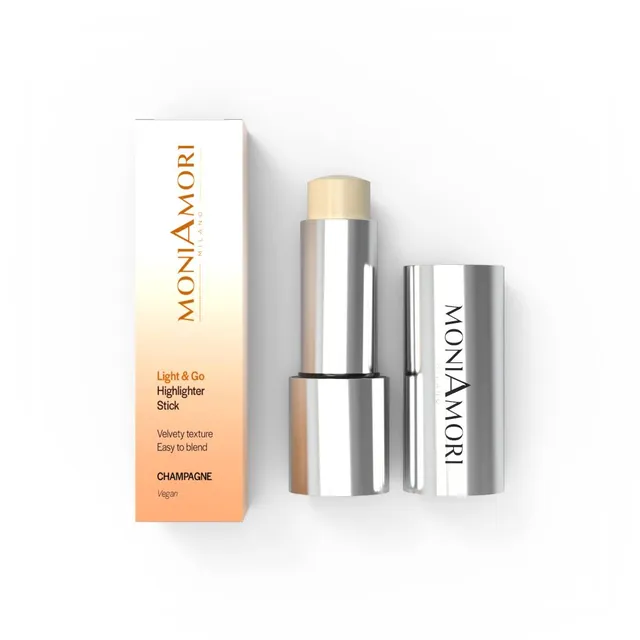 MONIAMORI
MILANO
Light & Go
Highlighter
Stick
Velvety texture
Easy to blend
CHAMPAGNE
Vegan
MONIAMORI